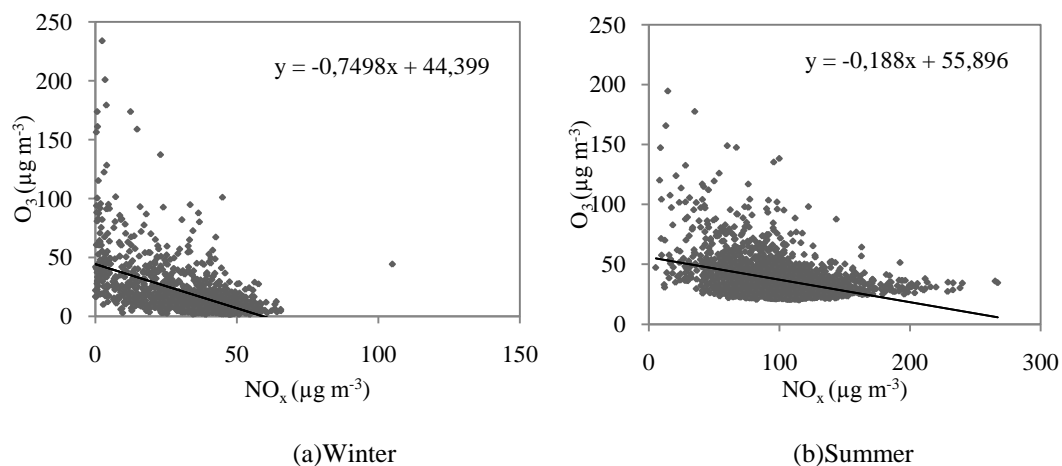 y = -0,7498x + 44,399
O₃ (µg m⁻³)
250
200
150
100
50
0
0 50 100 150
NOₓ (µg m⁻³)
(a)Winter
y = -0,188x + 55,896
O₃ (µg m⁻³)
250
200
150
100
50
0
0 100 200 300
NOₓ (µg m⁻³)
(b)Summer